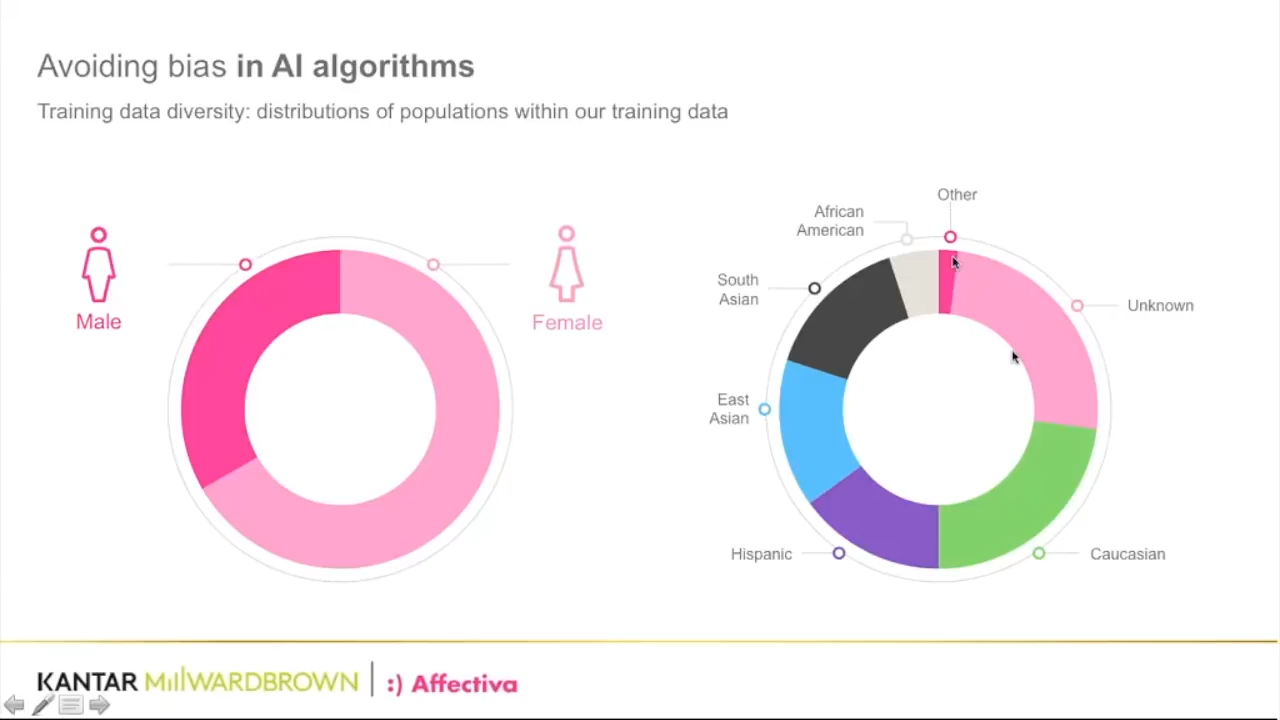 Avoiding bias in AI algorithms
Training data diversity: distributions of populations within our training data
Male
Female
Other
African
American
South
Asian
Unknown
East
Asian
Hispanic
Caucasian
KANTAR MillWARDBROWN
:) Affectiva